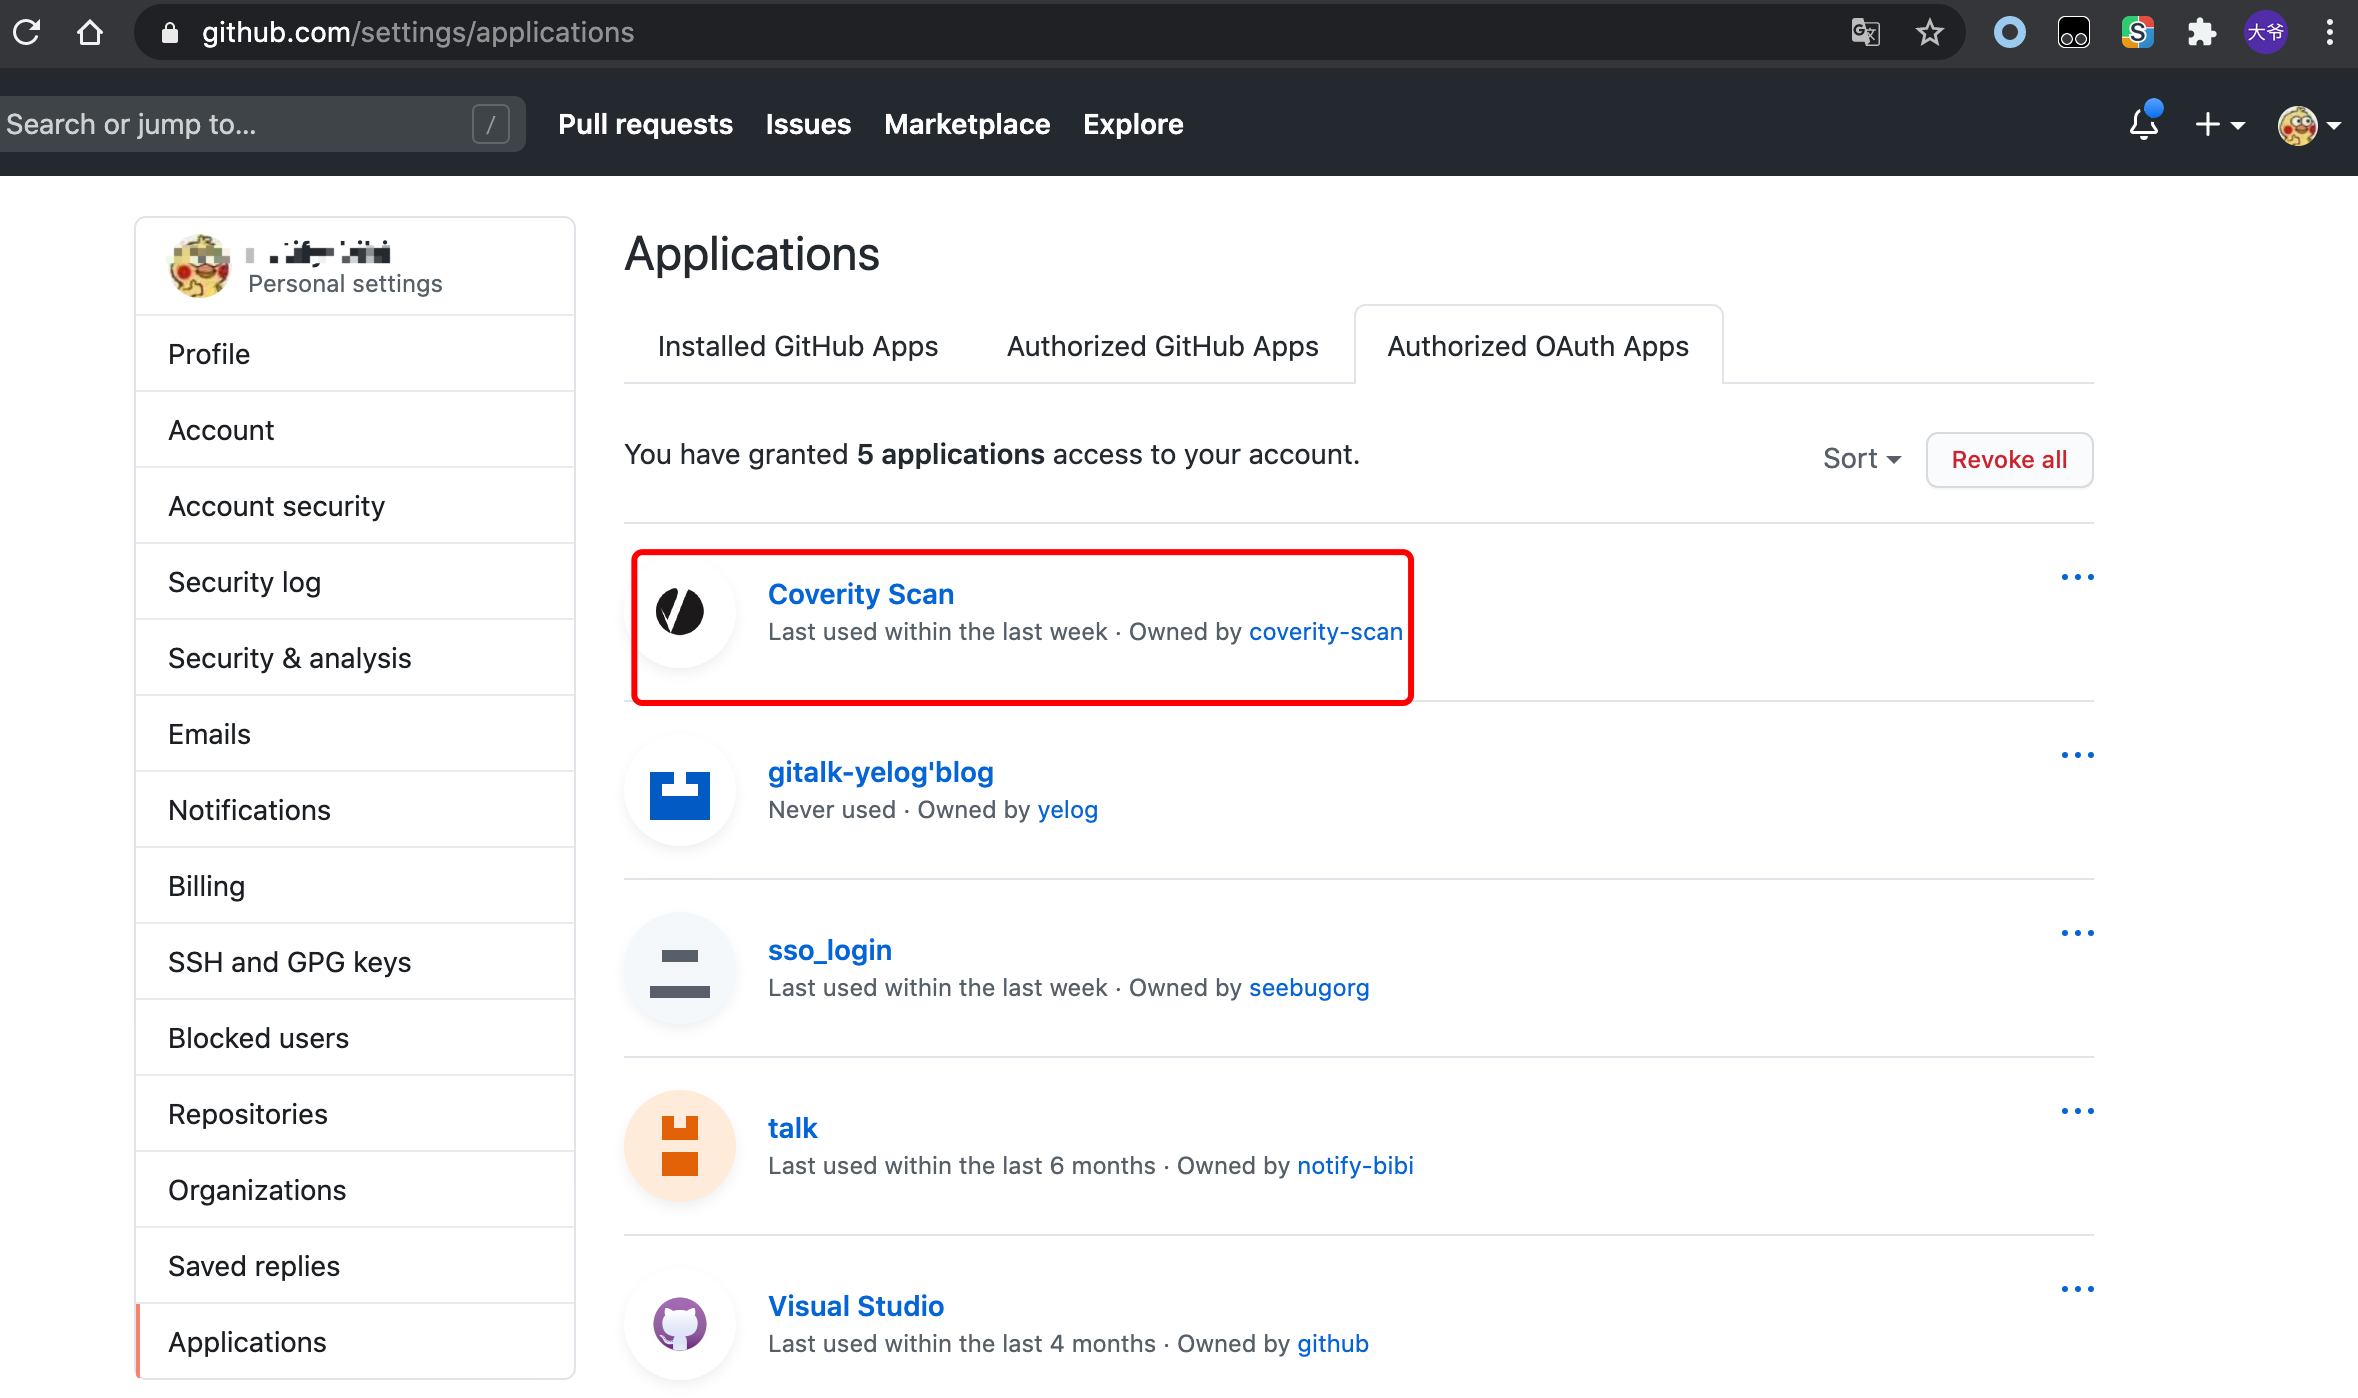 github.com/settings/applications
大爷
Search or jump to...
/
Pull requests
Issues
Marketplace
Explore
Personal settings
Profile
Account
Account security
Security log
Security & analysis
Emails
Notifications
Billing
SSH and GPG keys
Blocked users
Repositories
Organizations
Saved replies
Applications
Applications
Installed GitHub Apps
Authorized GitHub Apps
Authorized OAuth Apps
You have granted 5 applications access to your account.
Sort
Revoke all
Coverity Scan
Last used within the last week · Owned by coverity-scan
gitalk-yelog'blog
Never used · Owned by yelog
sso_login
Last used within the last week · Owned by seebugorg
talk
Last used within the last 6 months · Owned by notify-bibi
Visual Studio
Last used within the last 4 months · Owned by github